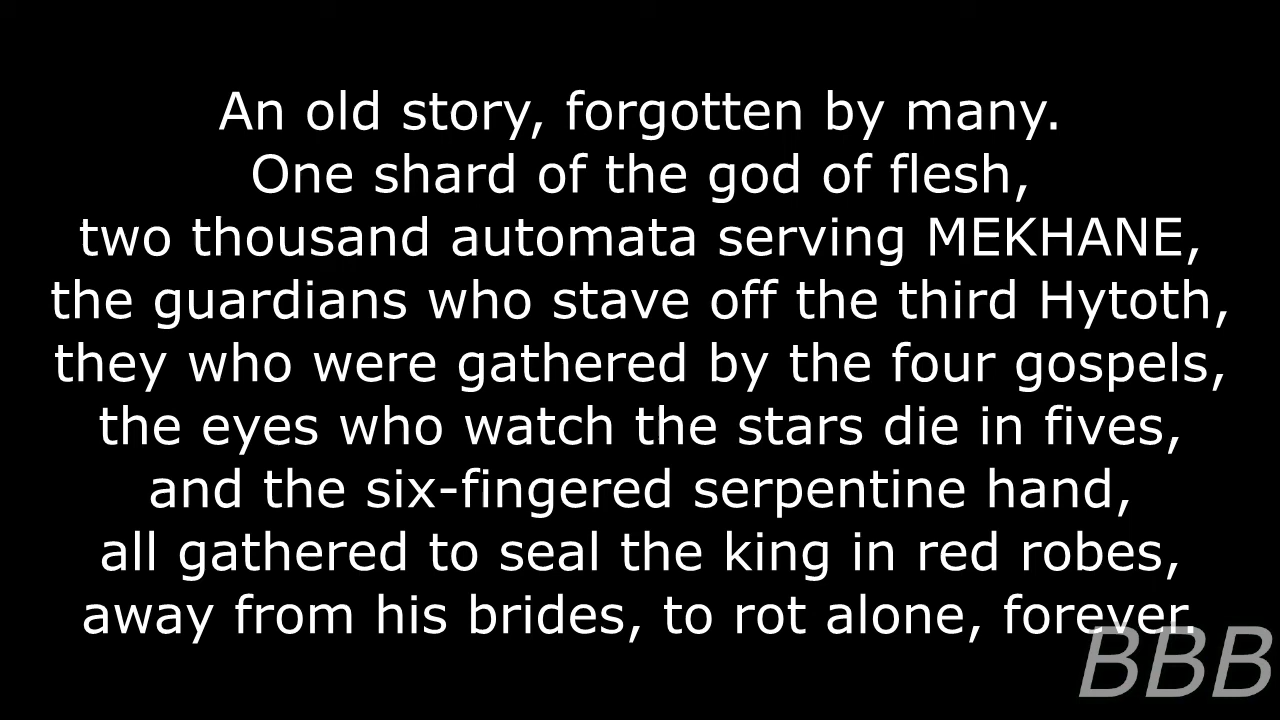 An old story, forgotten by many.
One shard of the god of flesh,
two thousand automata serving MEKHANE,
the guardians who stave off the third Hytoth,
they who were gathered by the four gospels,
the eyes who watch the stars die in fives,
and the six-fingered serpentine hand,
all gathered to seal the king in red robes,
away from his brides, to rot alone, forever.
BBB